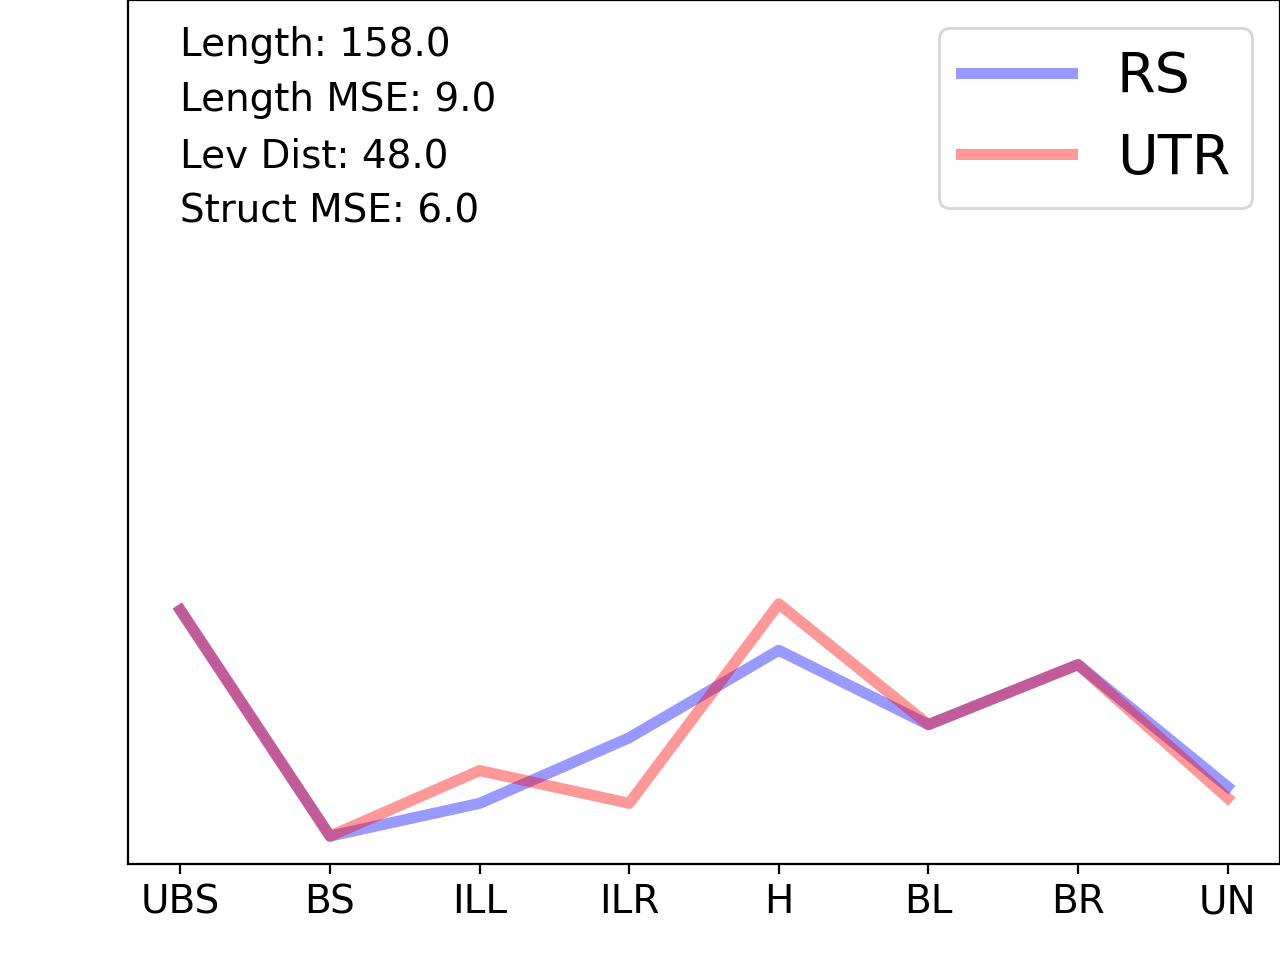 Length: 158.0
Length MSE: 9.0
Lev Dist: 48.0
Struct MSE: 6.0
RS
UTR
UBS BS ILL ILR H BL BR UN